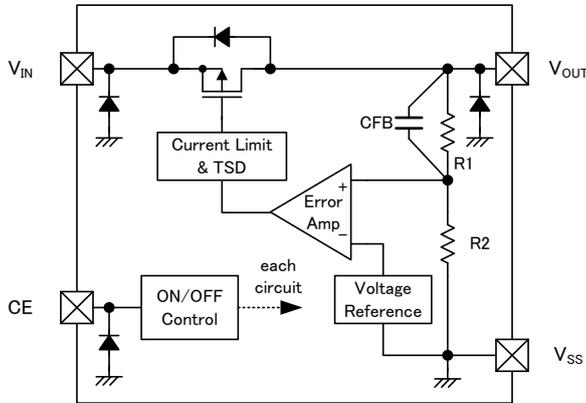 VIN
VOUT
CFB
R1
Current Limit
& TSD
+
Error
Amp
−
R2
each
circuit
CE
ON/OFF
Control
Voltage
Reference
VSS